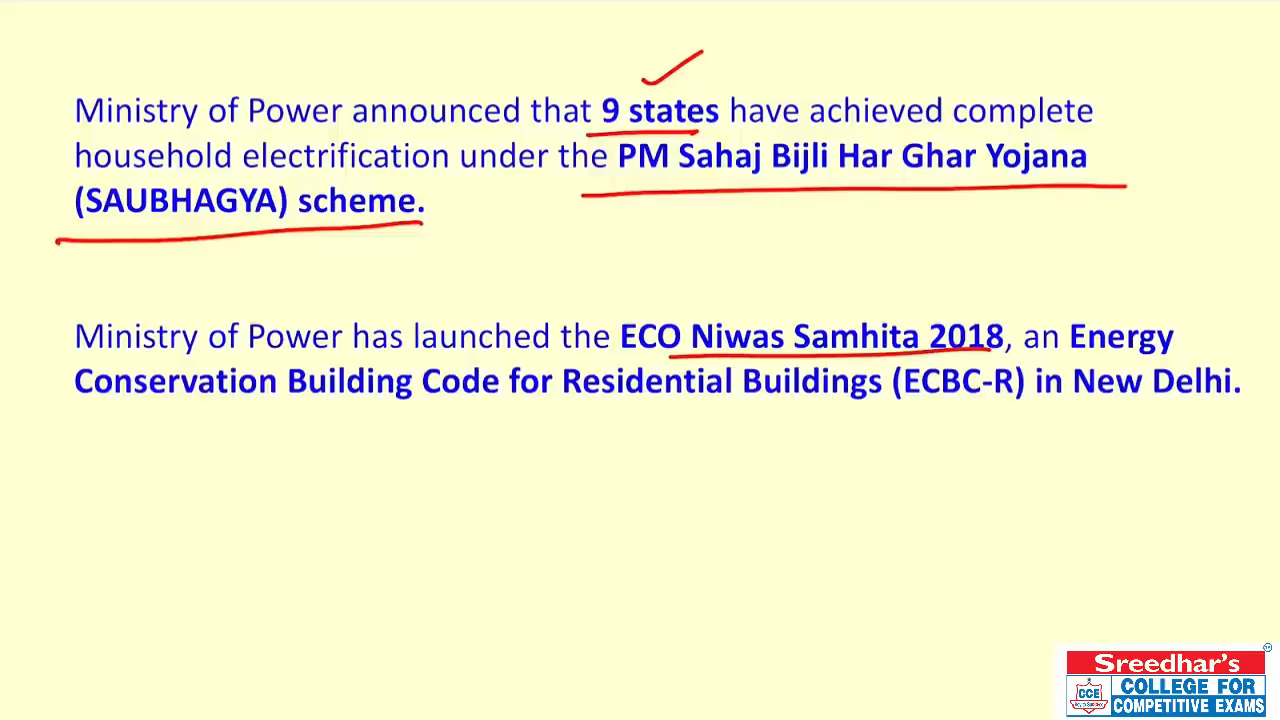 Ministry of Power announced that 9 states have achieved complete
household electrification under the PM Sahaj Bijli Har Ghar Yojana
(SAUBHAGYA) scheme.
Ministry of Power has launched the ECO Niwas Samhita 2018, an Energy
Conservation Building Code for Residential Buildings (ECBC-R) in New Delhi.
Sreedhar's
CCE
COLLEGE FOR
COMPETITIVE EXAMS